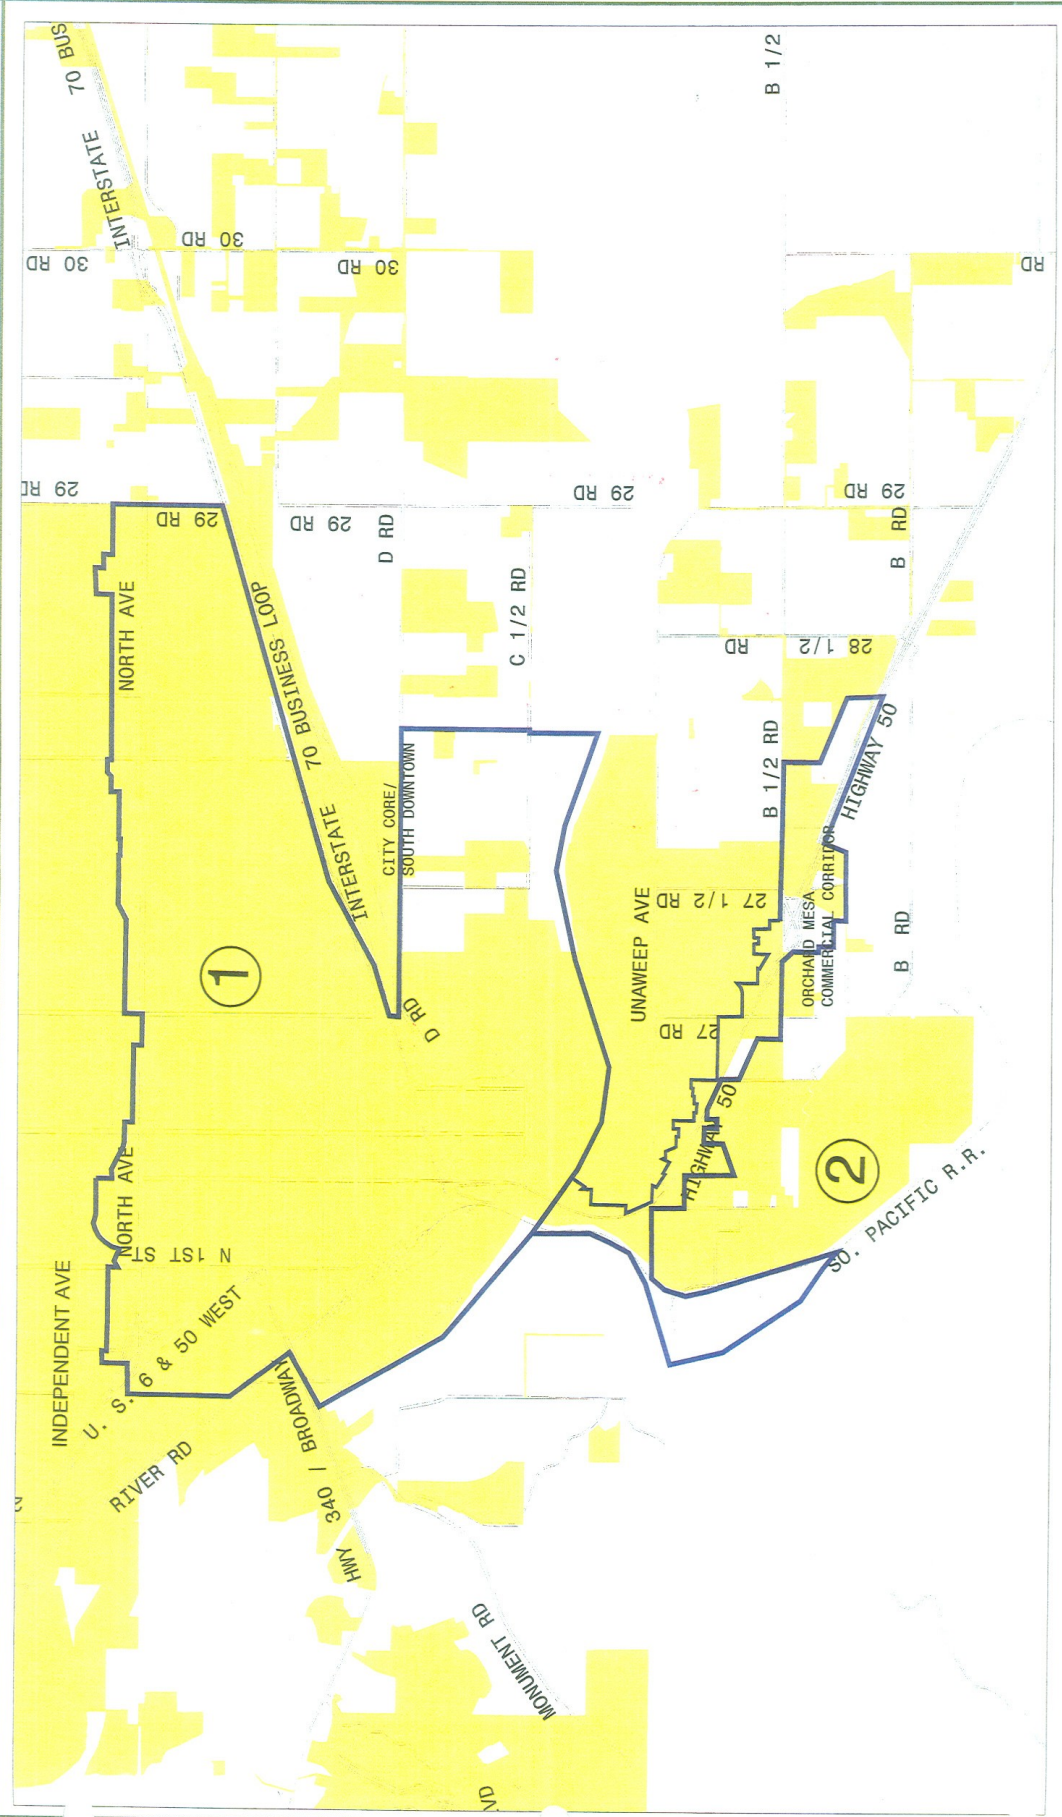 INDEPENDENT AVE
U. S. 6 & 50 WEST
RIVER RD
NORTH AVE
N 1ST ST
NORTH AVE
29 RD
29 RD
29 RD
29 RD
29 RD
30 RD
30 RD
30 RD
INTERSTATE 70 BUS
INTERSTATE 70 BUSINESS LOOP
1
HWY 340 / BROADWAY
MONUMENT RD
D RD
D RD
CITY CORE/
SOUTH DOWNTOWN
C 1/2 RD
UNAWEEP AVE
27 RD
27 1/2 RD
28 1/2 RD
B 1/2 RD
B 1/2
HIGHWAY 50
HIGHWAY 50
ORCHARD MESA
COMMERCIAL CORRIDOR
2
SO. PACIFIC R.R.
B RD
B RD
RD